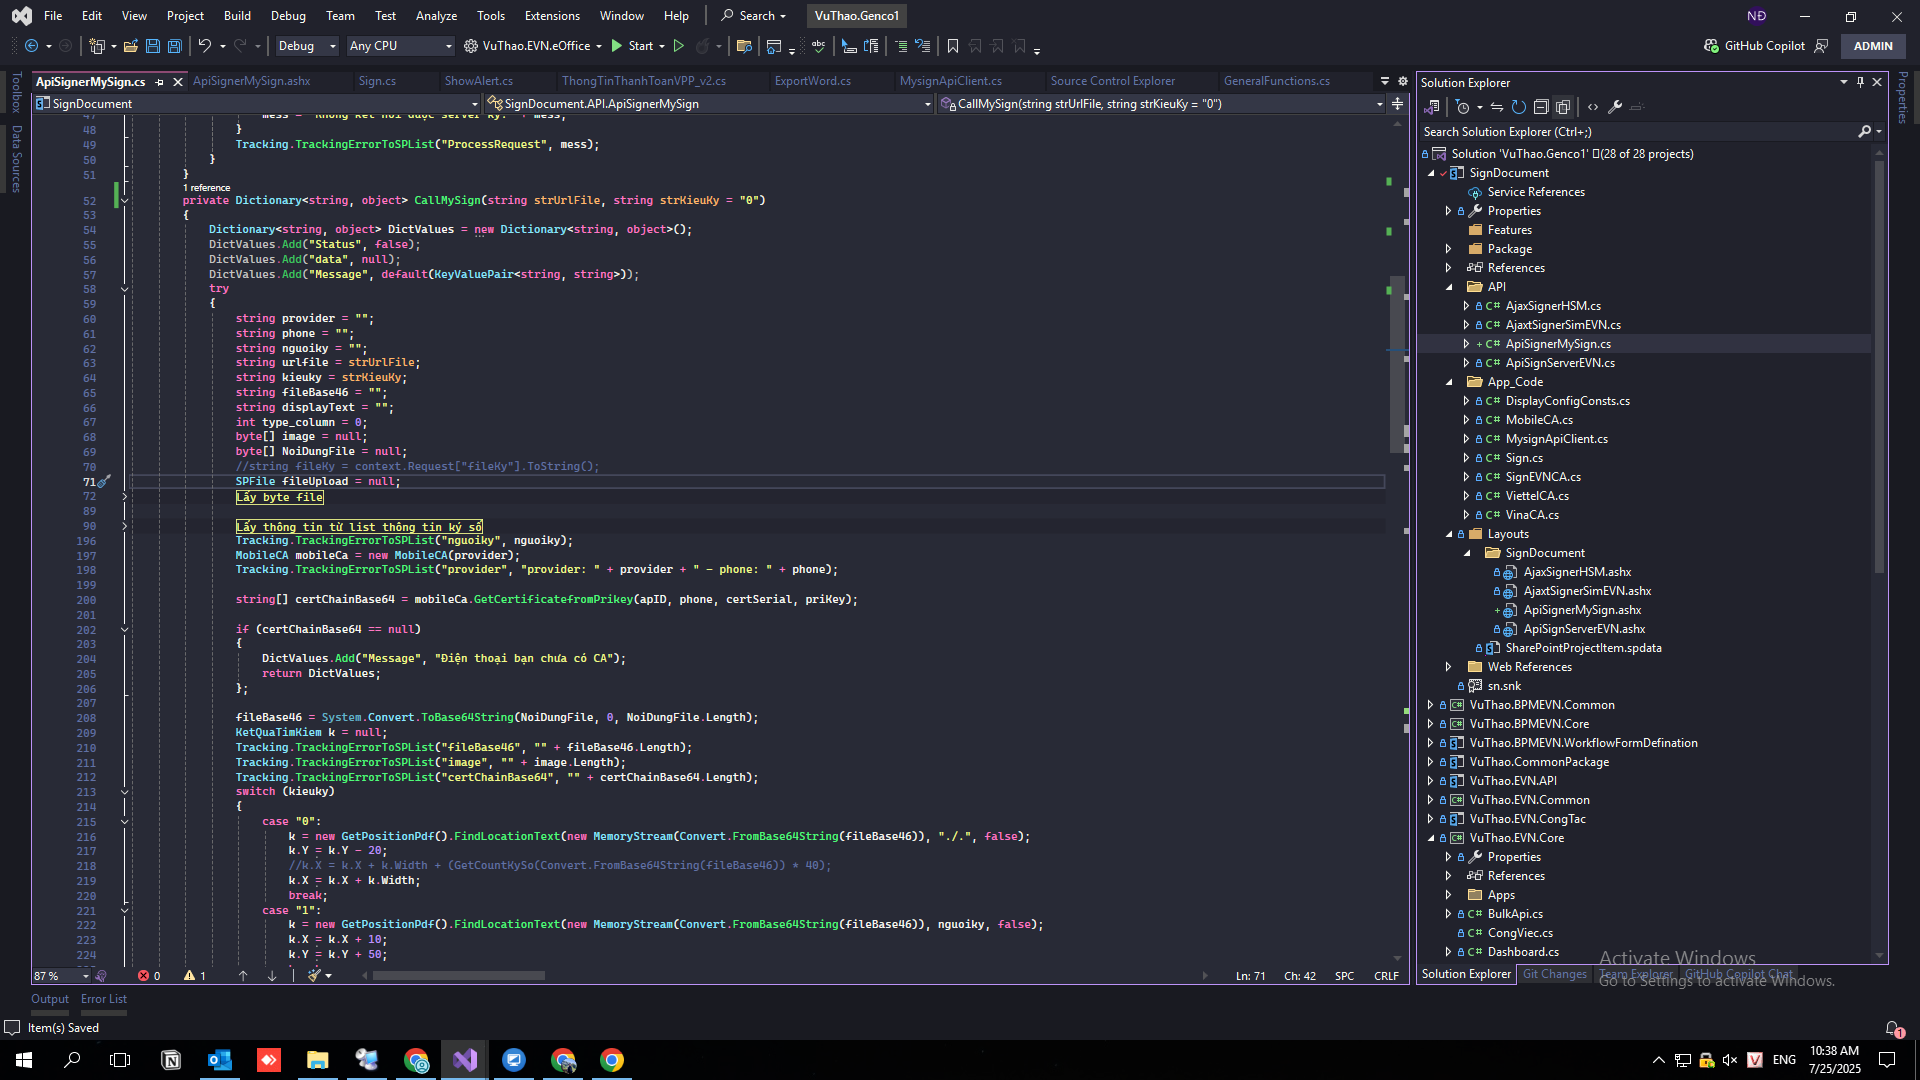 File Edit View Project Build Debug Team Test Analyze Tools Extensions Window Help Search VuThao.Genco1 NĐ
Debug Any CPU VuThao.EVN.eOffice Start GitHub Copilot ADMIN
ApiSignerMySign.cs ApiSignerMySign.ashx Sign.cs ShowAlert.cs ThongTinThanhToanVPP_v2.cs ExportWord.cs MysignApiClient.cs Source Control Explorer GeneralFunctions.cs
SignDocument SignDocument.API.ApiSignerMySign CallMySign(string strUrlFile, string strKieuKy = "0")
Toolbox
Data Sources
47 mess = "Không kết nối được server ký: " + mess;
48 }
49 Tracking.TrackingErrorToSPList("ProcessRequest", mess);
50 }
51 }
1 reference
52 private Dictionary<string, object> CallMySign(string strUrlFile, string strKieuKy = "0")
53 {
54 Dictionary<string, object> DictValues = new Dictionary<string, object>();
55 DictValues.Add("Status", false);
56 DictValues.Add("data", null);
57 DictValues.Add("Message", default(KeyValuePair<string, string>));
58 try
59 {
60 string provider = "";
61 string phone = "";
62 string nguoiky = "";
63 string urlfile = strUrlFile;
64 string kieuky = strKieuKy;
65 string fileBase46 = "";
66 string displayText = "";
67 int type_column = 0;
68 byte[] image = null;
69 byte[] NoiDungFile = null;
70 //string fileKy = context.Request["fileKy"].ToString();
71 SPFile fileUpload = null;
72 Lấy byte file
89
90 Lấy thông tin từ list thông tin ký số
196 Tracking.TrackingErrorToSPList("nguoiky", nguoiky);
197 MobileCA mobileCa = new MobileCA(provider);
198 Tracking.TrackingErrorToSPList("provider", "provider: " + provider + " - phone: " + phone);
199
200 string[] certChainBase64 = mobileCa.GetCertificatefromPrikey(apID, phone, certSerial, priKey);
201
202 if (certChainBase64 == null)
203 {
204 DictValues.Add("Message", "Điện thoại bạn chưa có CA");
205 return DictValues;
206 };
207
208 fileBase46 = System.Convert.ToBase64String(NoiDungFile, 0, NoiDungFile.Length);
209 KetQuaTimKiem k = null;
210 Tracking.TrackingErrorToSPList("fileBase46", "" + fileBase46.Length);
211 Tracking.TrackingErrorToSPList("image", "" + image.Length);
212 Tracking.TrackingErrorToSPList("certChainBase64", "" + certChainBase64.Length);
213 switch (kieuky)
214 {
215 case "0":
216 k = new GetPositionPdf().FindLocationText(new MemoryStream(Convert.FromBase64String(fileBase46)), "./.", false);
217 k.Y = k.Y - 20;
218 //k.X = k.X + k.Width + (GetCountKySo(Convert.FromBase64String(fileBase46)) * 40);
219 k.X = k.X + k.Width;
220 break;
221 case "1":
222 k = new GetPositionPdf().FindLocationText(new MemoryStream(Convert.FromBase64String(fileBase46)), nguoiky, false);
223 k.X = k.X + 10;
224 k.Y = k.Y + 50;
87 % 0 1 Ln: 71 Ch: 42 SPC CRLF
Output Error List
Item(s) Saved
Solution Explorer
Search Solution Explorer (Ctrl+;)
Solution 'VuThao.Genco1' (28 of 28 projects)
SignDocument
Service References
Properties
Features
Package
References
API
C# AjaxSignerHSM.cs
C# AjaxtSignerSimEVN.cs
+ C# ApiSignerMySign.cs
C# ApiSignServerEVN.cs
App_Code
C# DisplayConfigConsts.cs
C# MobileCA.cs
C# MysignApiClient.cs
C# Sign.cs
C# SignEVNCA.cs
C# ViettelCA.cs
C# VinaCA.cs
Layouts
SignDocument
AjaxSignerHSM.ashx
AjaxtSignerSimEVN.ashx
+ ApiSignerMySign.ashx
ApiSignServerEVN.ashx
SharePointProjectItem.spdata
Web References
sn.snk
VuThao.BPMEVN.Common
VuThao.BPMEVN.Core
VuThao.BPMEVN.WorkflowFormDefination
VuThao.CommonPackage
VuThao.EVN.API
VuThao.EVN.Common
VuThao.EVN.CongTac
VuThao.EVN.Core
Properties
References
Apps
C# BulkApi.cs
C# CongViec.cs
C# Dashboard.cs
Solution Explorer Git Changes Team Explorer GitHub Copilot Chat
Properties
Activate Windows
Go to Settings to activate Windows.
1
ENG 10:38 AM
7/25/2025